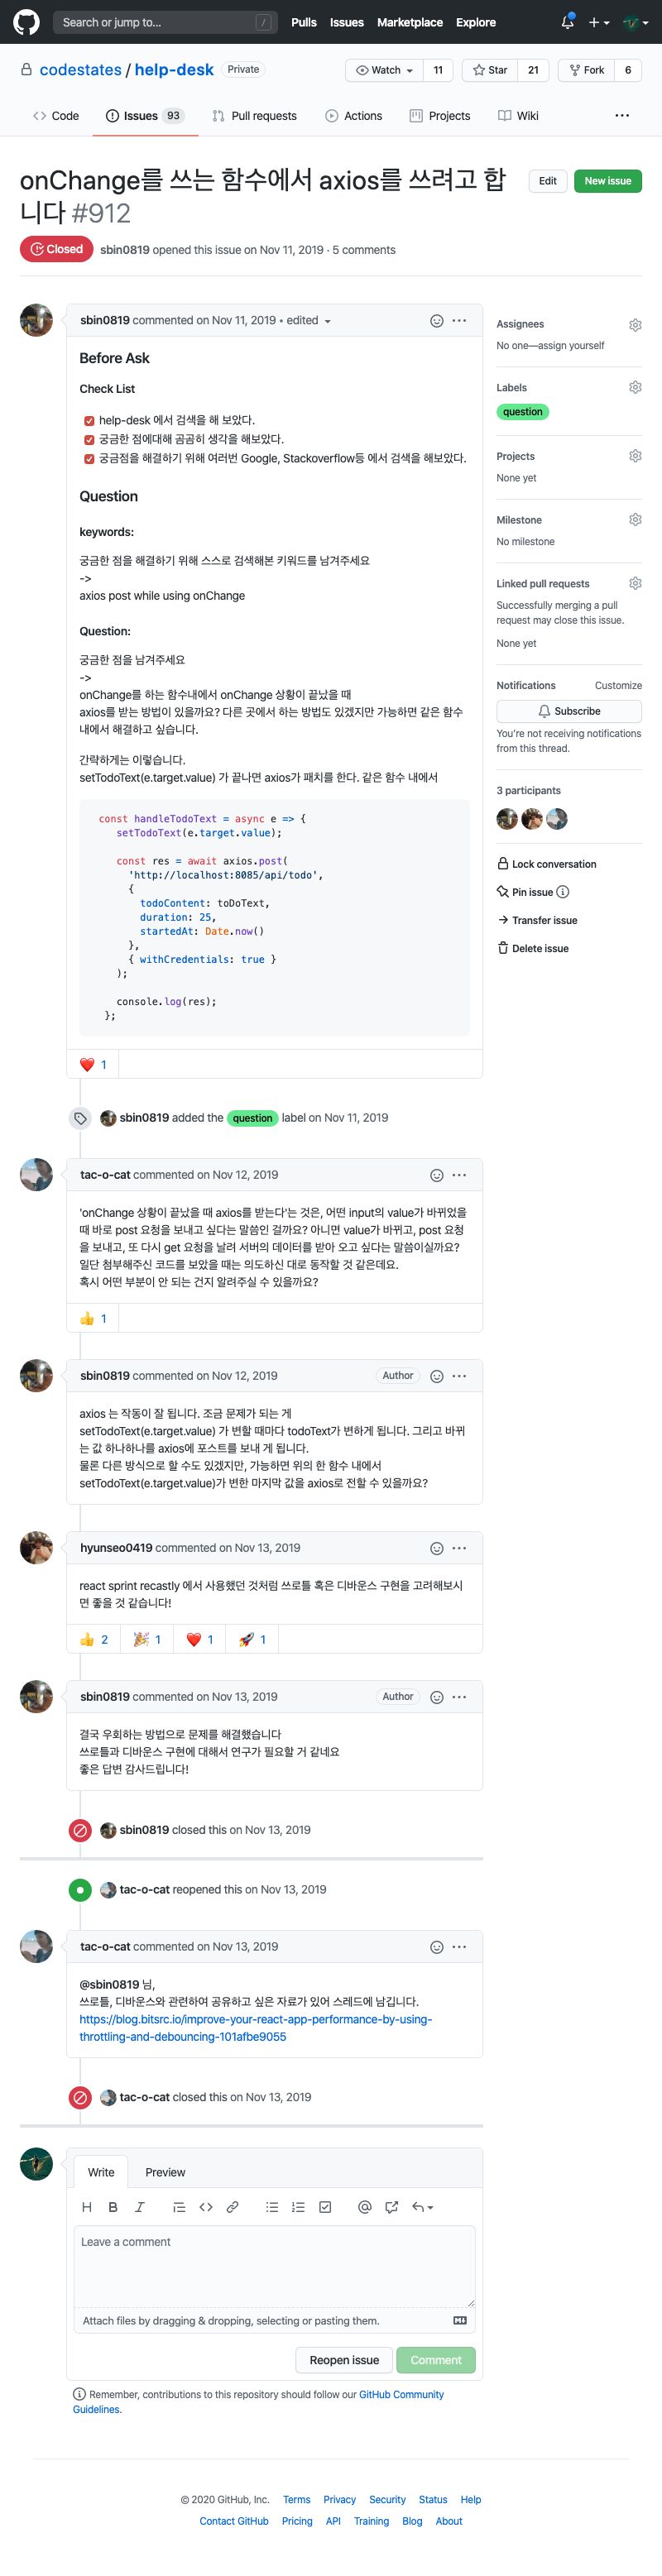 Search or jump to...
/
Pulls Issues Marketplace Explore
codestates / help-desk Private
Watch 11 Star 21 Fork 6
Code Issues 93 Pull requests Actions Projects Wiki
onChange를 쓰는 함수에서 axios를 쓰려고 합
니다 #912
Edit New issue
Closed sbin0819 opened this issue on Nov 11, 2019 · 5 comments
sbin0819 commented on Nov 11, 2019 • edited
Before Ask
Check List
help-desk 에서 검색을 해 보았다.
궁금한 점에대해 곰곰히 생각을 해보았다.
궁금점을 해결하기 위해 여러번 Google, Stackoverflow등 에서 검색을 해보았다.
Question
keywords:
궁금한 점을 해결하기 위해 스스로 검색해본 키워드를 남겨주세요
->
axios post while using onChange
Question:
궁금한 점을 남겨주세요
->
onChange를 하는 함수내에서 onChange 상황이 끝났을 때
axios를 받는 방법이 있을까요? 다른 곳에서 하는 방법도 있겠지만 가능하면 같은 함수
내에서 해결하고 싶습니다.
간략하게는 이렇습니다.
setTodoText(e.target.value) 가 끝나면 axios가 패치를 한다. 같은 함수 내에서
const handleTodoText = async e => {
setTodoText(e.target.value);
const res = await axios.post(
'http://localhost:8085/api/todo',
{
todoContent: toDoText,
duration: 25,
startedAt: Date.now()
},
{ withCredentials: true }
);
console.log(res);
};
❤️ 1
Assignees
No one—assign yourself
Labels
question
Projects
None yet
Milestone
No milestone
Linked pull requests
Successfully merging a pull
request may close this issue.
None yet
Notifications Customize
Subscribe
You're not receiving notifications
from this thread.
3 participants
Lock conversation
Pin issue
Transfer issue
Delete issue
sbin0819 added the question label on Nov 11, 2019
tac-o-cat commented on Nov 12, 2019
'onChange 상황이 끝났을 때 axios를 받는다'는 것은, 어떤 input의 value가 바뀌었을
때 바로 post 요청을 보내고 싶다는 말씀인 걸까요? 아니면 value가 바뀌고, post 요청
을 보내고, 또 다시 get 요청을 날려 서버의 데이터를 받아 오고 싶다는 말씀이실까요?
일단 첨부해주신 코드를 보았을 때는 의도하신 대로 동작할 것 같은데요.
혹시 어떤 부분이 안 되는 건지 알려주실 수 있을까요?
👍 1
sbin0819 commented on Nov 12, 2019 Author
axios 는 작동이 잘 됩니다. 조금 문제가 되는 게
setTodoText(e.target.value) 가 변할 때마다 todoText가 변하게 됩니다. 그리고 바뀌
는 값 하나하나를 axios에 포스트를 보내 게 됩니다.
물론 다른 방식으로 할 수도 있겠지만, 가능하면 위의 한 함수 내에서
setTodoText(e.target.value)가 변한 마지막 값을 axios로 전할 수 있을까요?
hyunseo0419 commented on Nov 13, 2019
react sprint recastly 에서 사용했던 것처럼 쓰로틀 혹은 디바운스 구현을 고려해보시
면 좋을 것 같습니다!
👍 2 🎉 1 ❤️ 1 🚀 1
sbin0819 commented on Nov 13, 2019 Author
결국 우회하는 방법으로 문제를 해결했습니다
쓰로틀과 디바운스 구현에 대해서 연구가 필요할 거 같네요
좋은 답변 감사드립니다!
sbin0819 closed this on Nov 13, 2019
tac-o-cat reopened this on Nov 13, 2019
tac-o-cat commented on Nov 13, 2019
@sbin0819 님,
쓰로틀, 디바운스와 관련하여 공유하고 싶은 자료가 있어 스레드에 남깁니다.
https://blog.bitsrc.io/improve-your-react-app-performance-by-using-
throttling-and-debouncing-101afbe9055
tac-o-cat closed this on Nov 13, 2019
Write Preview
Leave a comment
Attach files by dragging & dropping, selecting or pasting them.
Reopen issue Comment
Remember, contributions to this repository should follow our GitHub Community
Guidelines.
© 2020 GitHub, Inc. Terms Privacy Security Status Help
Contact GitHub Pricing API Training Blog About